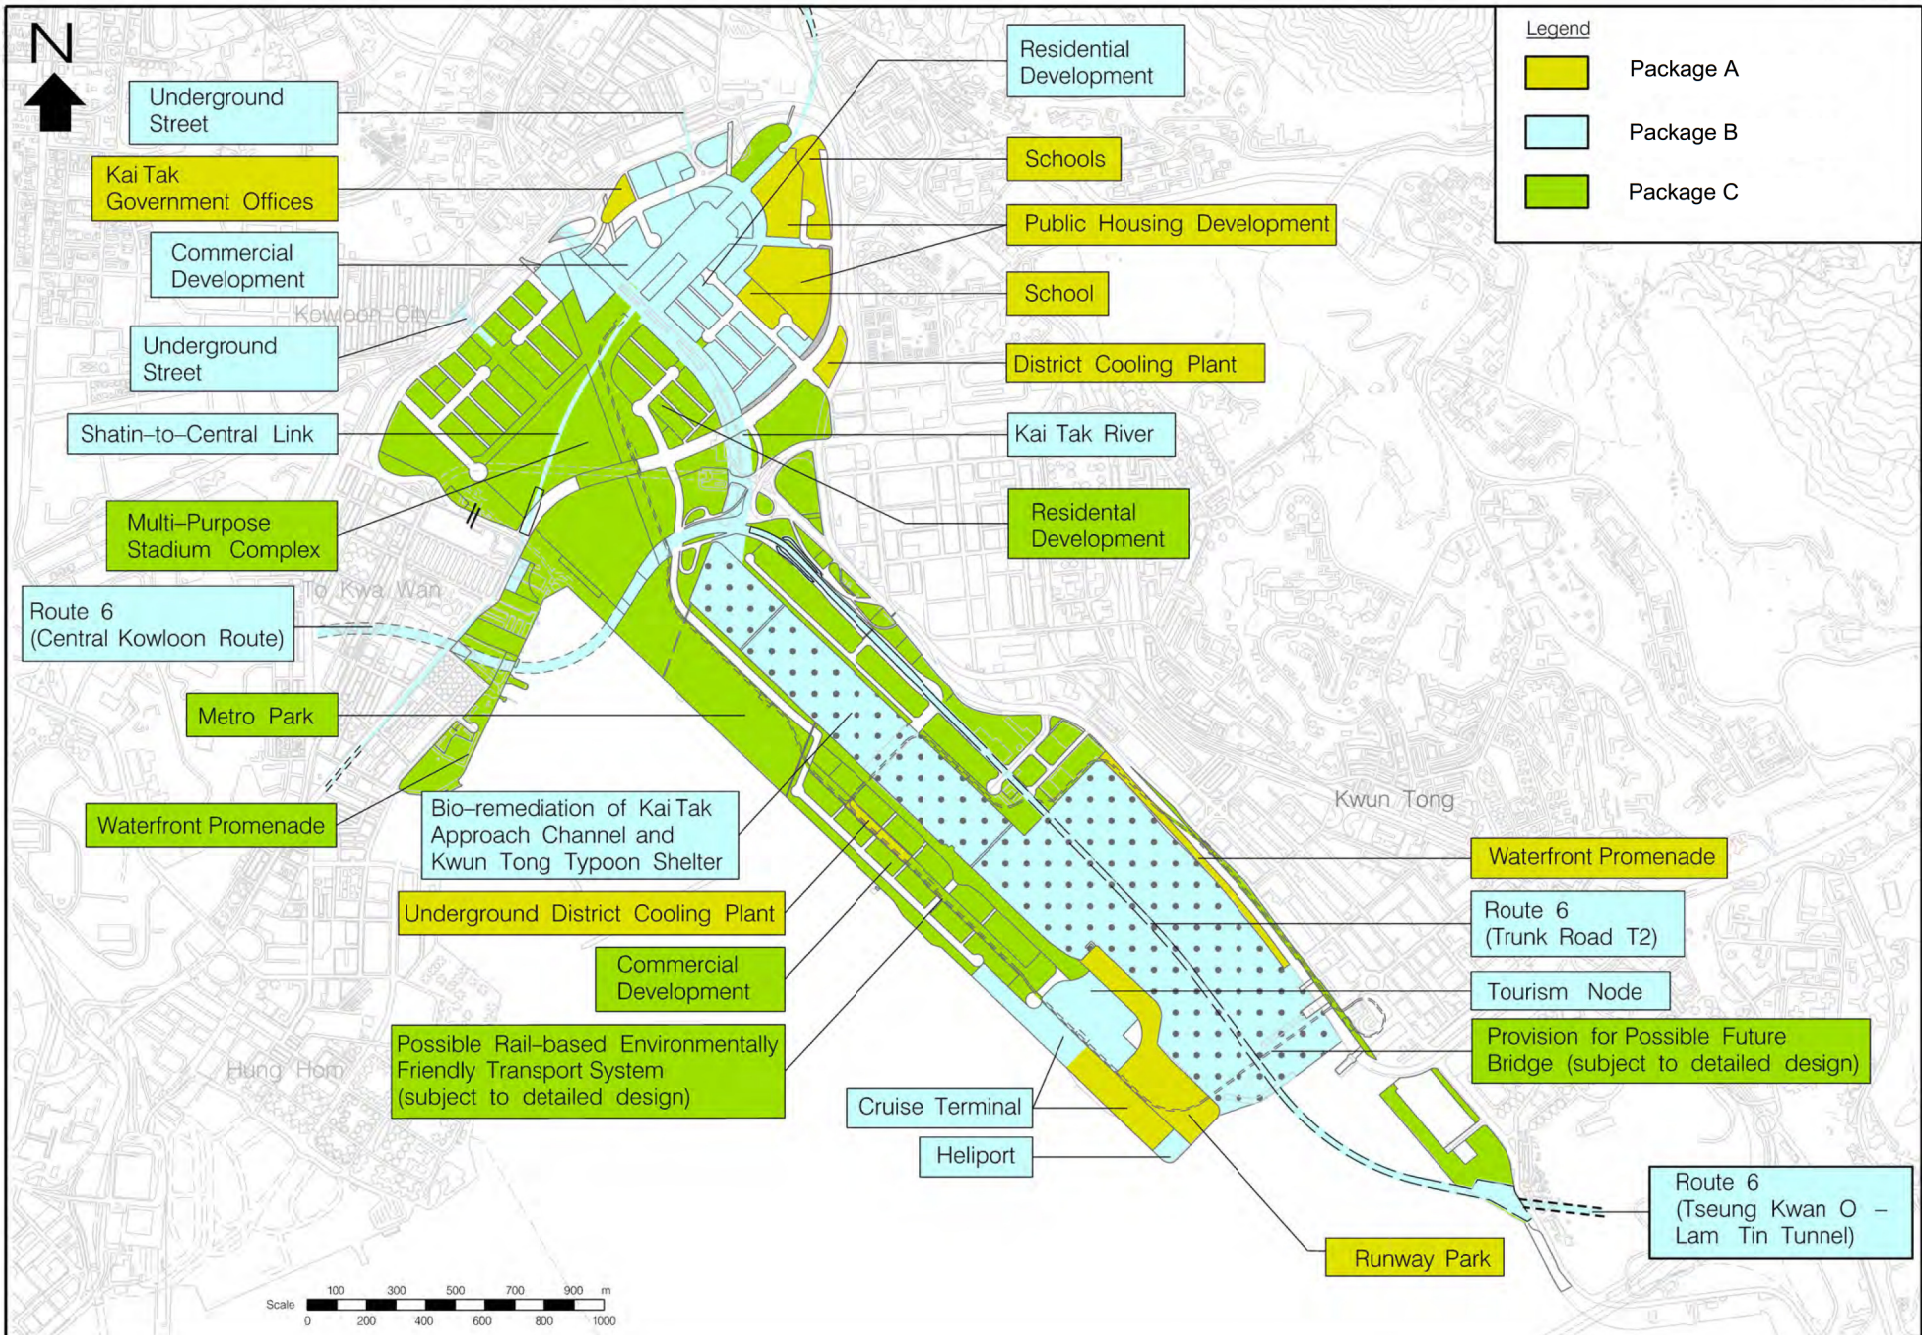 N
Underground
Street
Kai Tak
Government Offices
Commercial
Development
Kowloon City
Underground
Street
Shatin-to-Central Link
Multi-Purpose
Stadium Complex
To Kwa Wan
Route 6
(Central Kowloon Route)
Metro Park
Waterfront Promenade
Bio-remediation of Kai Tak
Approach Channel and
Kwun Tong Typoon Shelter
Underground District Cooling Plant
Commercial
Development
Possible Rail-based Environmentally
Friendly Transport System
(subject to detailed design)
Hung Hom
Residential
Development
Schools
Public Housing Development
School
District Cooling Plant
Kai Tak River
Residental
Development
Kwun Tong
Waterfront Promenade
Route 6
(Trunk Road T2)
Tourism Node
Provision for Possible Future
Bridge (subject to detailed design)
Cruise Terminal
Heliport
Route 6
(Tseung Kwan O -
Lam Tin Tunnel)
Runway Park
Legend
Package A
Package B
Package C
100 300 500 700 900 m
Scale
0 200 400 600 800 1000